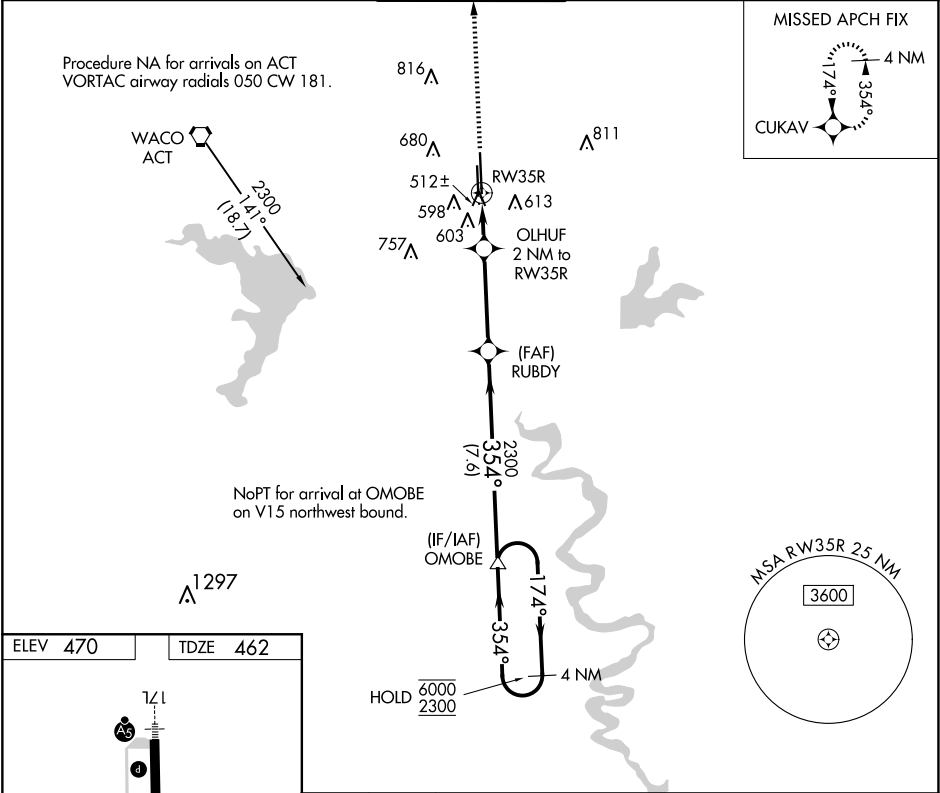 Procedure NA for arrivals on ACT
VORTAC airway radials 050 CW 181.
MISSED APCH FIX
4 NM
174°
354°
CUKAV
816
WACO
ACT
680
811
2300
141°
(18.7)
512±
RW35R
598
613
603
757
OLHUF
2 NM to
RW35R
(FAF)
RUBDY
2300
354°
(7.6)
NoPT for arrival at OMOBE
on V15 northwest bound.
(IF/IAF)
OMOBE
174°
354°
1297
MSA RW35R 25 NM
3600
HOLD
6000
2300
4 NM
ELEV 470
TDZE 462
17L
A5
P